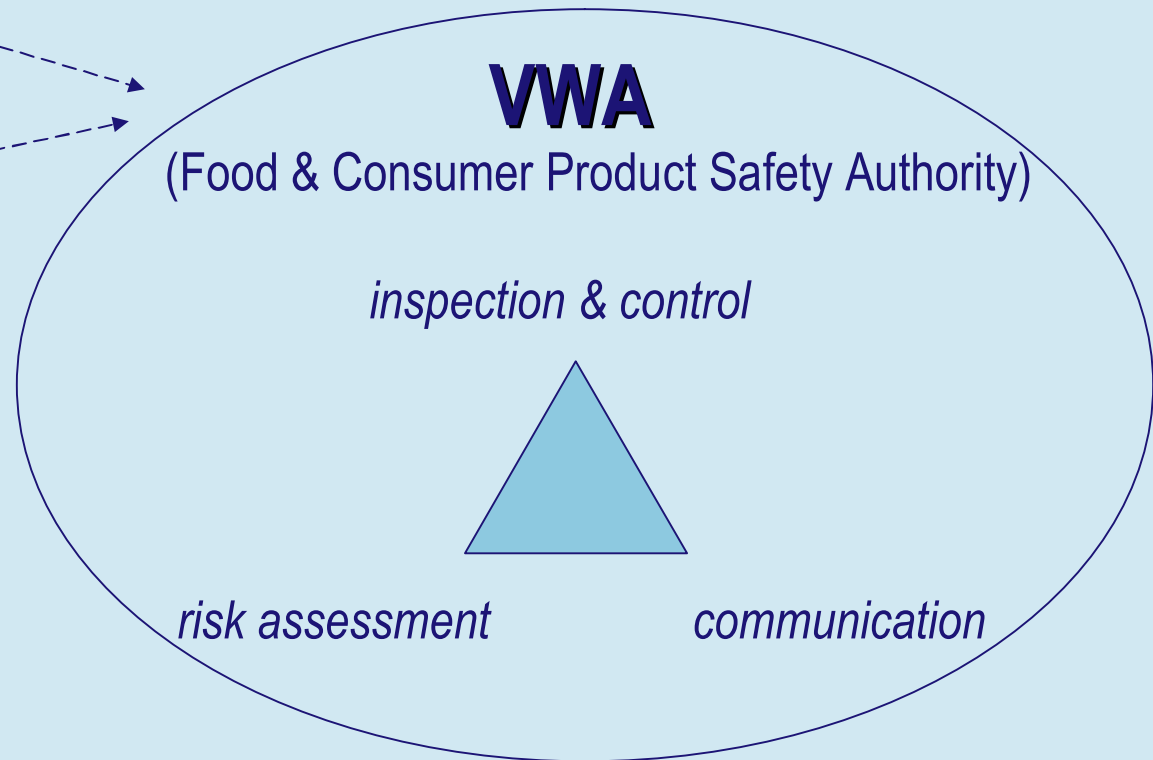 VWA
(Food & Consumer Product Safety Authority)
inspection & control
risk assessment
communication